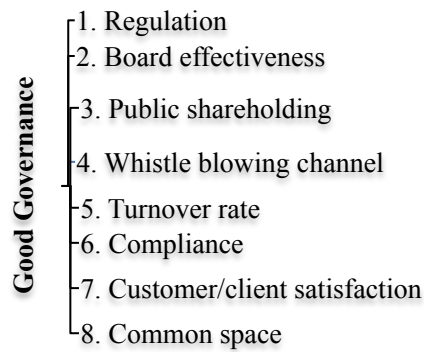 Good Governance
1. Regulation
2. Board effectiveness
3. Public shareholding
4. Whistle blowing channel
5. Turnover rate
6. Compliance
7. Customer/client satisfaction
8. Common space